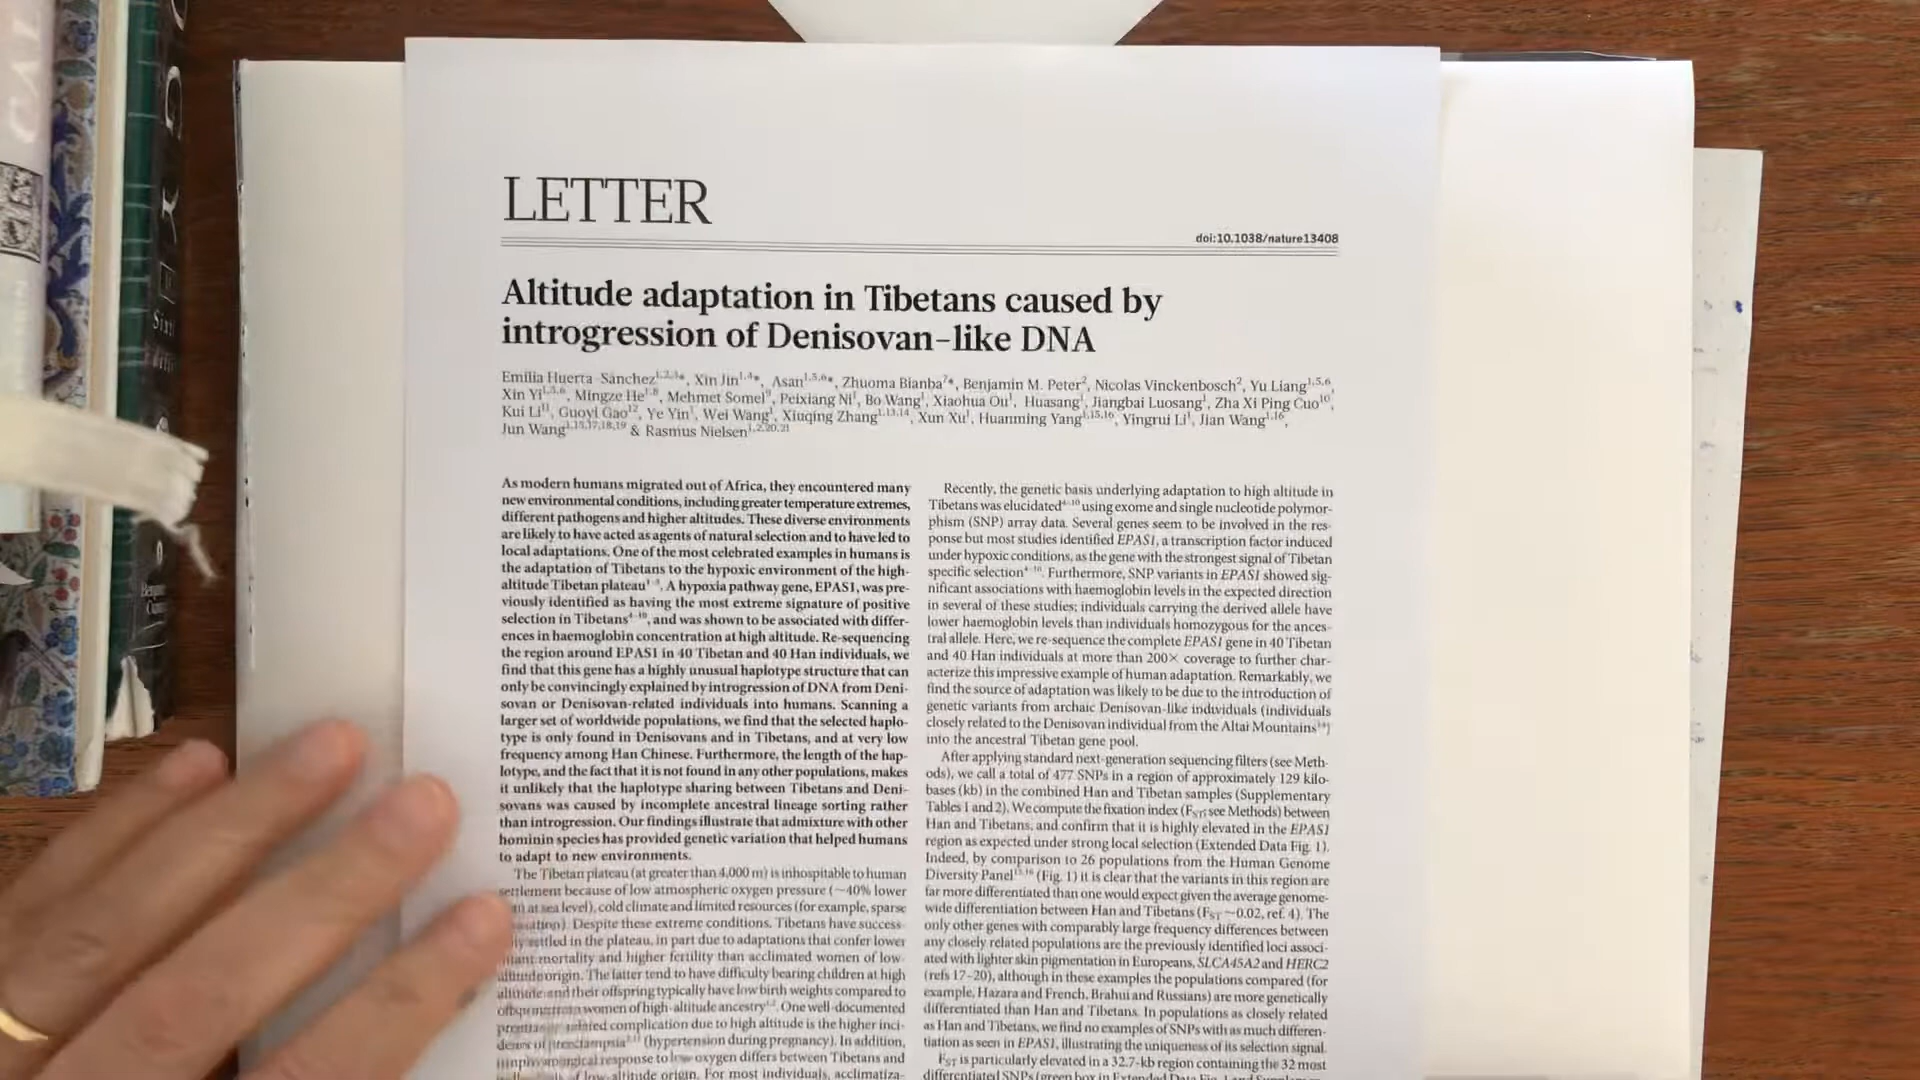 LETTER
doi:10.1038/nature13408
Altitude adaptation in Tibetans caused by
introgression of Denisovan-like DNA
Emilia Huerta-Sánchez1,2,3*, Xin Jin1,4*, Asan1,5,6*, Zhuoma Bianba7*, Benjamin M. Peter2, Nicolas Vinckenbosch2, Yu Liang1,5,6,
Xin Yi1,5,6, Mingze He1,8, Mehmet Somel9, Peixiang Ni1, Bo Wang1, Xiaohua Ou1, Huasang1, Jiangbai Luosang1, Zha Xi Ping Cuo10,
Kui Li11, Guoyi Gao12, Ye Yin1, Wei Wang1, Xiuqing Zhang1,13,14, Xun Xu1, Huanming Yang1,15,16, Yingrui Li1, Jian Wang1,16,
Jun Wang1,15,17,18,19 & Rasmus Nielsen1,2,20,21
As modern humans migrated out of Africa, they encountered many
new environmental conditions, including greater temperature extremes,
different pathogens and higher altitudes. These diverse environments
are likely to have acted as agents of natural selection and to have led to
local adaptations. One of the most celebrated examples in humans is
the adaptation of Tibetans to the hypoxic environment of the high-
altitude Tibetan plateau. A hypoxia pathway gene, EPAS1, was pre-
viously identified as having the most extreme signature of positive
selection in Tibetans4-10, and was shown to be associated with differ-
ences in haemoglobin concentration at high altitude. Re-sequencing
the region around EPAS1 in 40 Tibetan and 40 Han individuals, we
find that this gene has a highly unusual haplotype structure that can
only be convincingly explained by introgression of DNA from Deni-
sovan or Denisovan-related individuals into humans. Scanning a
larger set of worldwide populations, we find that the selected haplo-
type is only found in Denisovans and in Tibetans, and at very low
frequency among Han Chinese. Furthermore, the length of the hap-
lotype, and the fact that it is not found in any other populations, makes
it unlikely that the haplotype sharing between Tibetans and Deni-
sovans was caused by incomplete ancestral lineage sorting rather
than introgression. Our findings illustrate that admixture with other
hominin species has provided genetic variation that helped humans
to adapt to new environments.
The Tibetan plateau (at greater than 4,000 m) is inhospitable to human
settlement because of low atmospheric oxygen pressure (~40% lower
at sea level), cold climate and limited resources (for example, sparse
Despite these extreme conditions, Tibetans have success-
settled in the plateau, in part due to adaptations that confer lower
mortality and higher fertility than acclimated women of low-
altitude origin. The latter tend to have difficulty bearing children at high
altitude and their offspring typically have low birth weights compared to
women of high-altitude ancestry1,2. One well-documented
related complication due to high altitude is the higher inci-
(hypertension during pregnancy). In addition,
response to low oxygen differs between Tibetans and
of low-altitude origin. For most individuals, acclimatiza-
Recently, the genetic basis underlying adaptation to high altitude in
Tibetans was elucidated4-10 using exome and single nucleotide polymor-
phism (SNP) array data. Several genes seem to be involved in the res-
ponse but most studies identified EPAS1, a transcription factor induced
under hypoxic conditions, as the gene with the strongest signal of Tibetan
specific selection4-10. Furthermore, SNP variants in EPAS1 showed sig-
nificant associations with haemoglobin levels in the expected direction
in several of these studies; individuals carrying the derived allele have
lower haemoglobin levels than individuals homozygous for the ances-
tral allele. Here, we re-sequence the complete EPAS1 gene in 40 Tibetan
and 40 Han individuals at more than 200× coverage to further char-
acterize this impressive example of human adaptation. Remarkably, we
find the source of adaptation was likely to be due to the introduction of
genetic variants from archaic Denisovan-like individuals (individuals
closely related to the Denisovan individual from the Altai Mountains)
into the ancestral Tibetan gene pool.
After applying standard next-generation sequencing filters (see Meth-
ods), we call a total of 477 SNPs in a region of approximately 129 kilo-
bases (kb) in the combined Han and Tibetan samples (Supplementary
Tables 1 and 2). We compute the fixation index (FST; see Methods) between
Han and Tibetans, and confirm that it is highly elevated in the EPAS1
region as expected under strong local selection (Extended Data Fig. 1).
Indeed, by comparison to 26 populations from the Human Genome
Diversity Panel15,16 (Fig. 1) it is clear that the variants in this region are
far more differentiated than one would expect given the average genome-
wide differentiation between Han and Tibetans (FST ~0.02, ref. 4). The
only other genes with comparably large frequency differences between
any closely related populations are the previously identified loci associ-
ated with lighter skin pigmentation in Europeans, SLCA45A2 and HERC2
(refs 17-20), although in these examples the populations compared (for
example, Hazara and French, Brahui and Russians) are more genetically
differentiated than Han and Tibetans. In populations as closely related
as Han and Tibetans, we find no examples of SNPs with as much differen-
tiation as seen in EPAS1, illustrating the uniqueness of its selection signal.
FST is particularly elevated in a 32.7-kb region containing the 32 most
differentiated SNPs (green box in Extended Data Fig. 1